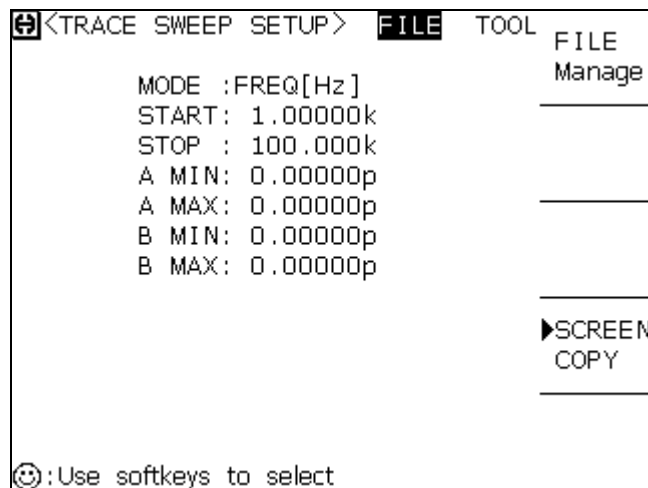 <TRACE SWEEP SETUP> FILE TOOL
MODE :FREQ[Hz]
START: 1.00000k
STOP : 100.000k
A MIN: 0.00000p
A MAX: 0.00000p
B MIN: 0.00000p
B MAX: 0.00000p
:Use softkeys to select
FILE
Manage
SCREEN
COPY